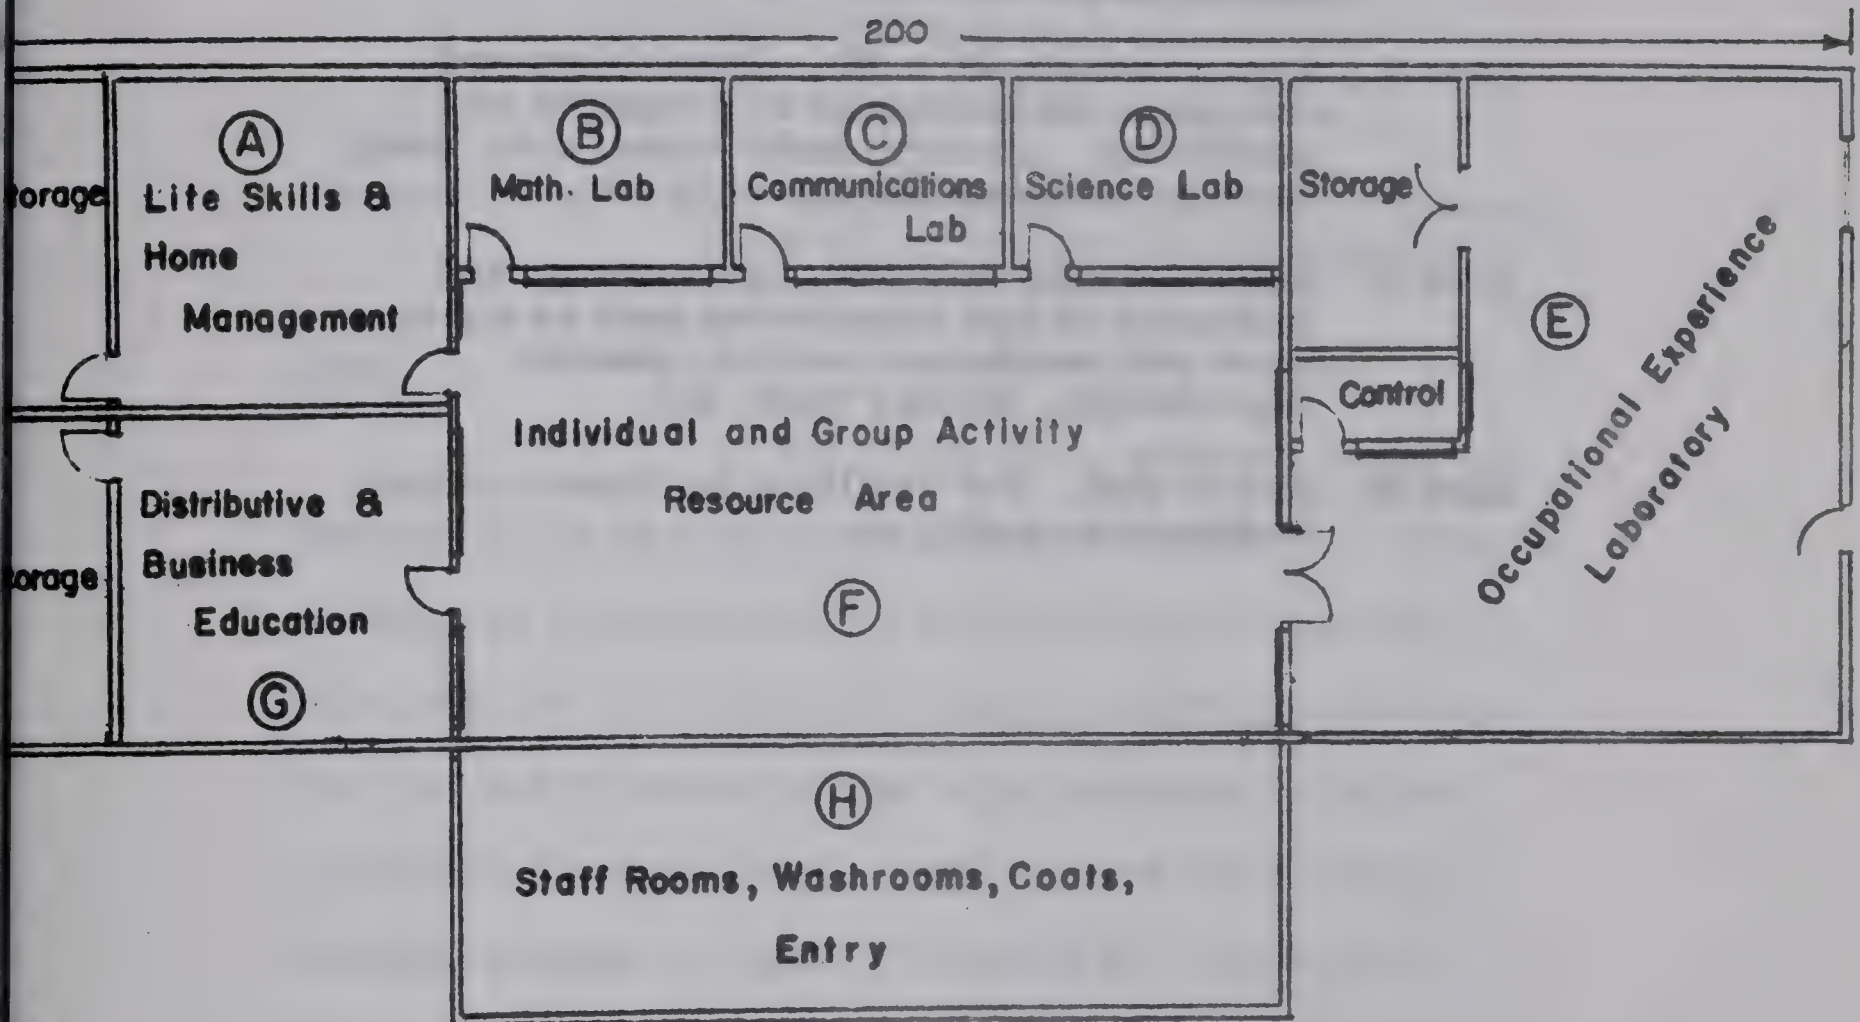 200
A
Life Skills &
Home
Management
B
Math. Lab
C
Communications
Lab
D
Science Lab
Storage
torage
E
Occupational Experience
Laboratory
Control
Individual and Group Activity
Resource Area
F
Distributive &
Business
Education
G
orage
H
Staff Rooms, Washrooms, Coats,
Entry